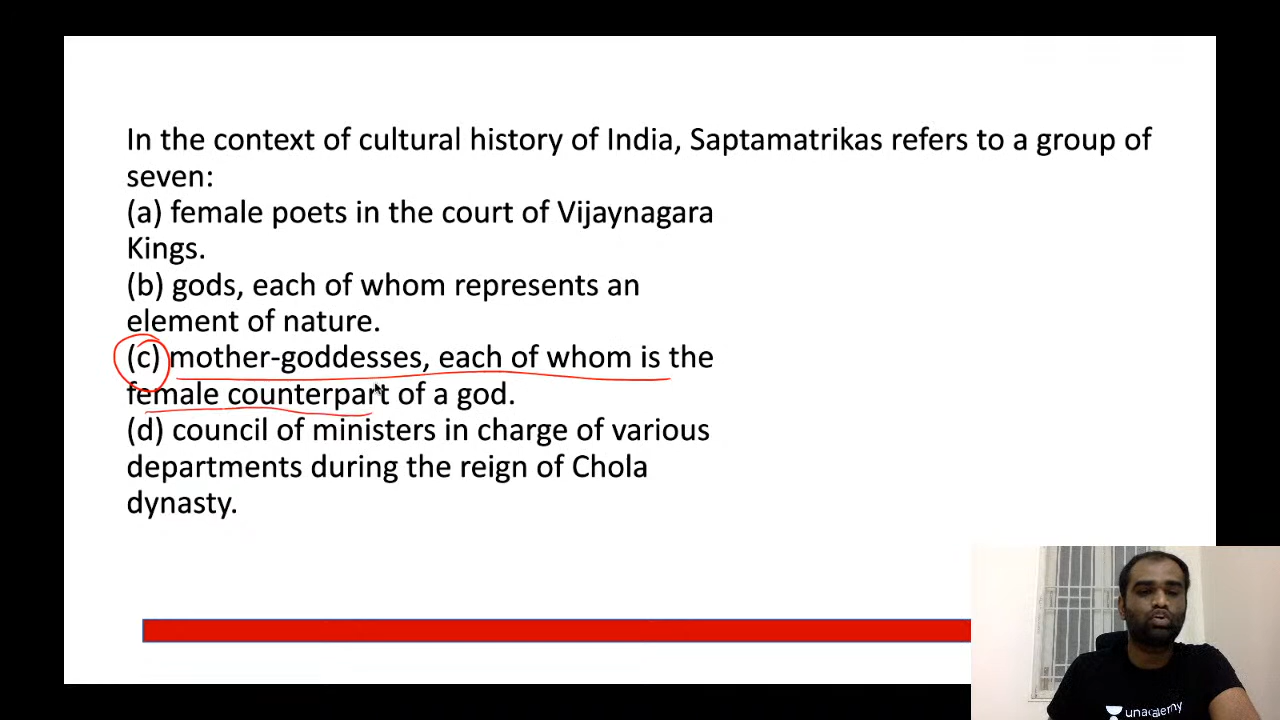 In the context of cultural history of India, Saptamatrikas refers to a group of
seven:
(a) female poets in the court of Vijaynagara
Kings.
(b) gods, each of whom represents an
element of nature.
(c) mother-goddesses, each of whom is the
female counterpart of a god.
(d) council of ministers in charge of various
departments during the reign of Chola
dynasty.
unacademy